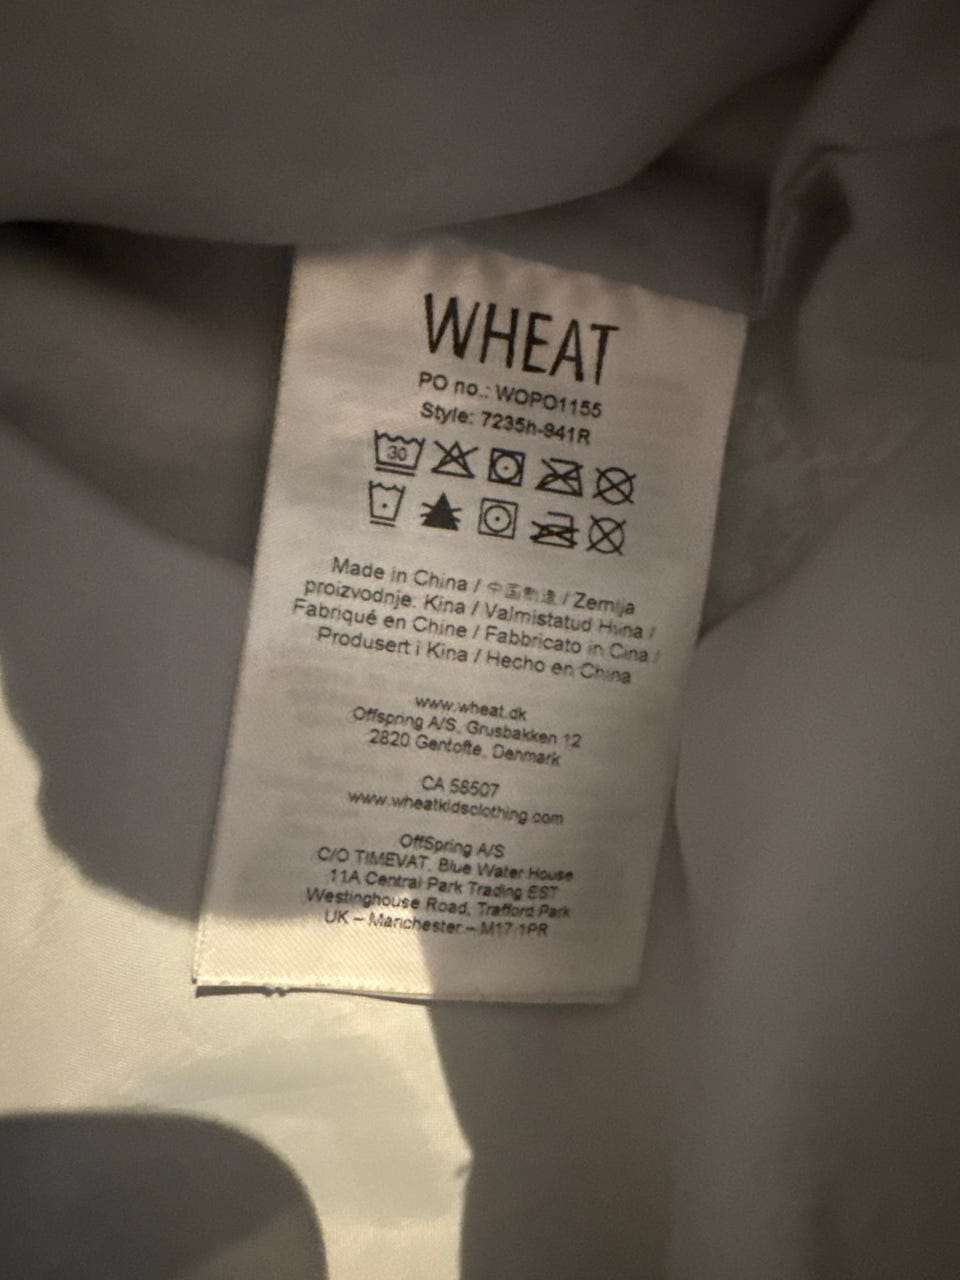 WHEAT
PO no.: WOPO1155
Style: 7235h-941R
30
Made in China / 中国制造 / Zemlja
proizvodnje: Kina / Valmistatud Hiina /
Fabriqué en Chine / Fabbricato in Cina /
Produsert i Kina / Hecho en China
www.wheat.dk
Offspring A/S, Grusbakken 12
2820 Gentofte, Denmark
CA 58507
www.wheatkidsclothing.com
OffSpring A/S
C/O TIMEVAT, Blue Water House
11A Central Park Trading EST
Westinghouse Road, Trafford Park
UK – Manchester – M17 1PR